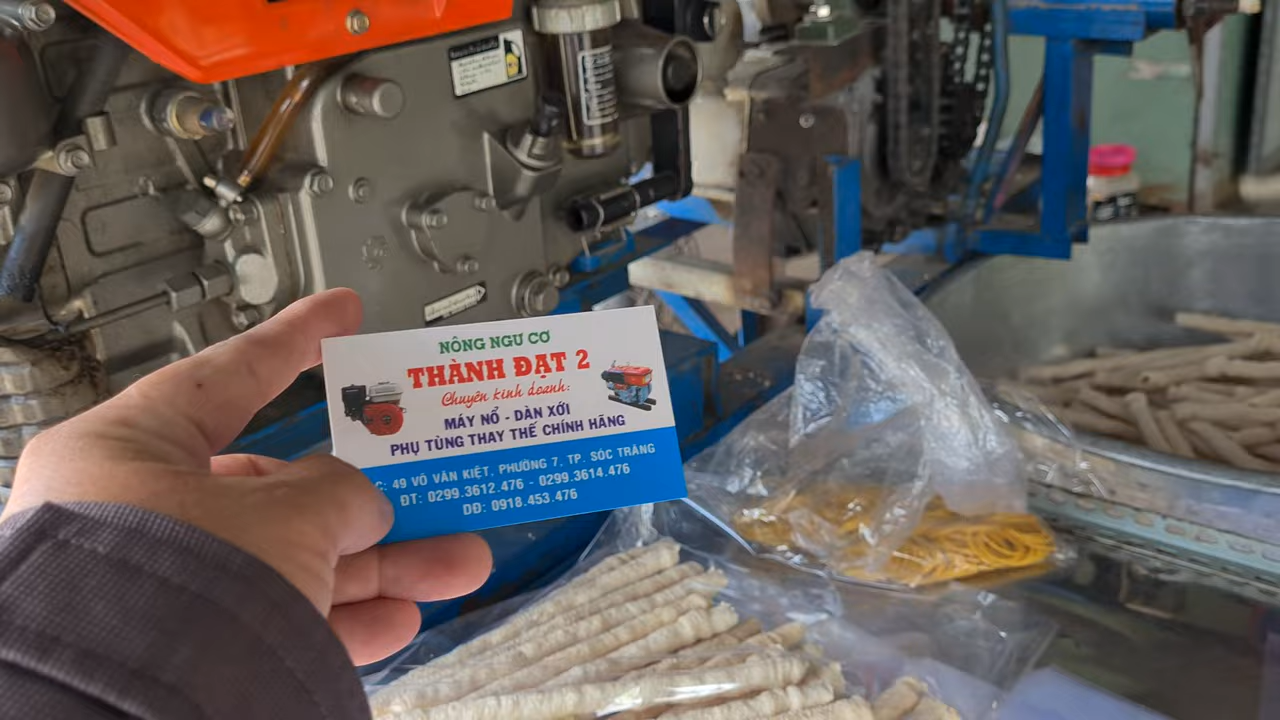 NÔNG NGƯ CƠ
THÀNH ĐẠT 2
Chuyên kinh doanh:
MÁY NỔ - DÀN XỚI
PHỤ TÙNG THAY THẾ CHÍNH HÃNG
C: 49 VÕ VĂN KIỆT, PHƯỜNG 7, TP. SÓC TRĂNG
ĐT: 0299.3612.476 - 0299.3614.476
DĐ: 0918.453.476